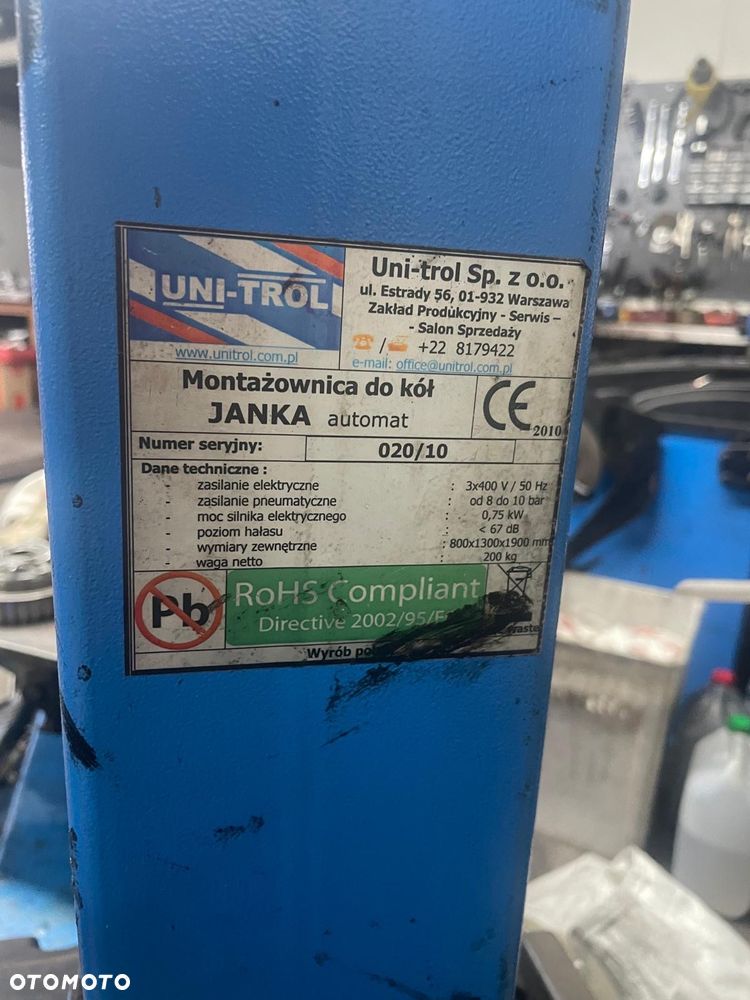 UNI-TROL
www.unitrol.com.pl
Uni-trol Sp. z o.o.
ul. Estrady 56, 01-932 Warszawa
Zakład Produkcyjny - Serwis –
- Salon Sprzedaży
/ +22 8179422
e-mail: office@unitrol.com.pl
Montażownica do kół
JANKA automat
CE 2010
Numer seryjny: 020/10
Dane techniczne :
- zasilanie elektryczne : 3x400 V / 50 Hz
- zasilanie pneumatyczne : od 8 do 10 bar
- moc silnika elektrycznego : 0,75 kW
- poziom hałasu : < 67 dB
- wymiary zewnętrzne : 800x1300x1900 mm
- waga netto : 200 kg
Pb
RoHS Compliant
Directive 2002/95/
Wyrób
OTOMOTO